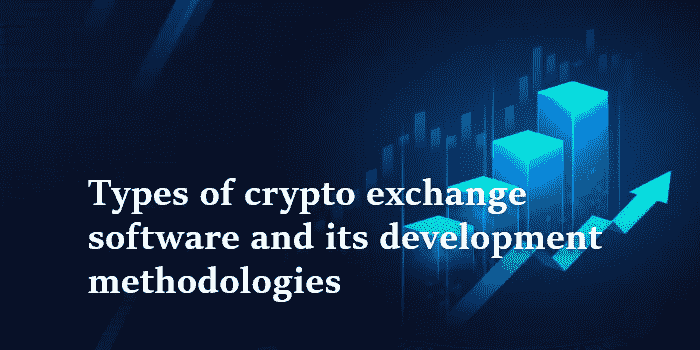 Types of crypto exchange
software and its development
methodologies